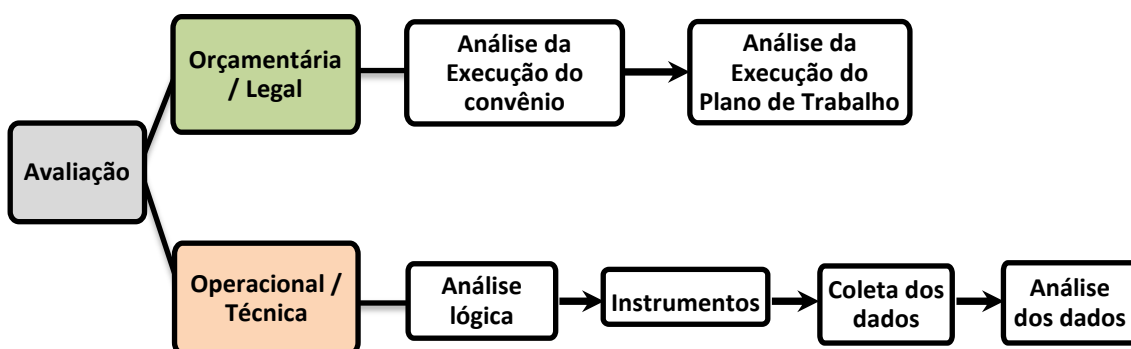 Orçamentária
/ Legal
Análise da
Execução do
convênio
Análise da
Execução do
Plano de Trabalho
Avaliação
Operacional /
Técnica
Análise
lógica
Instrumentos
Coleta dos
dados
Análise
dos dados